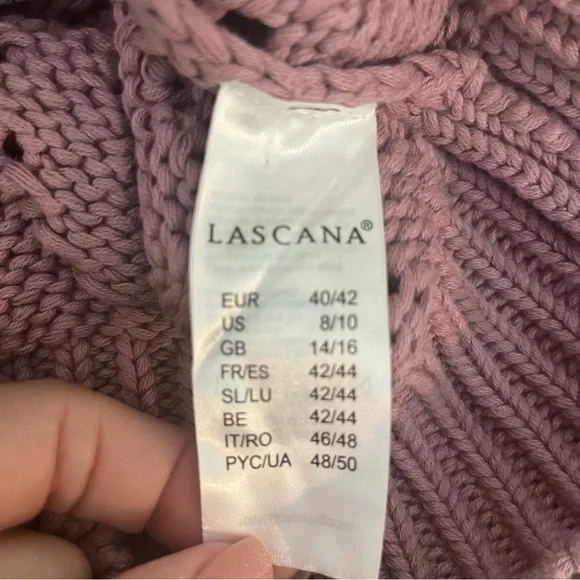 LASCANA®
EUR 40/42
US 8/10
GB 14/16
FR/ES 42/44
SL/LU 42/44
BE 42/44
IT/RO 46/48
PYC/UA 48/50